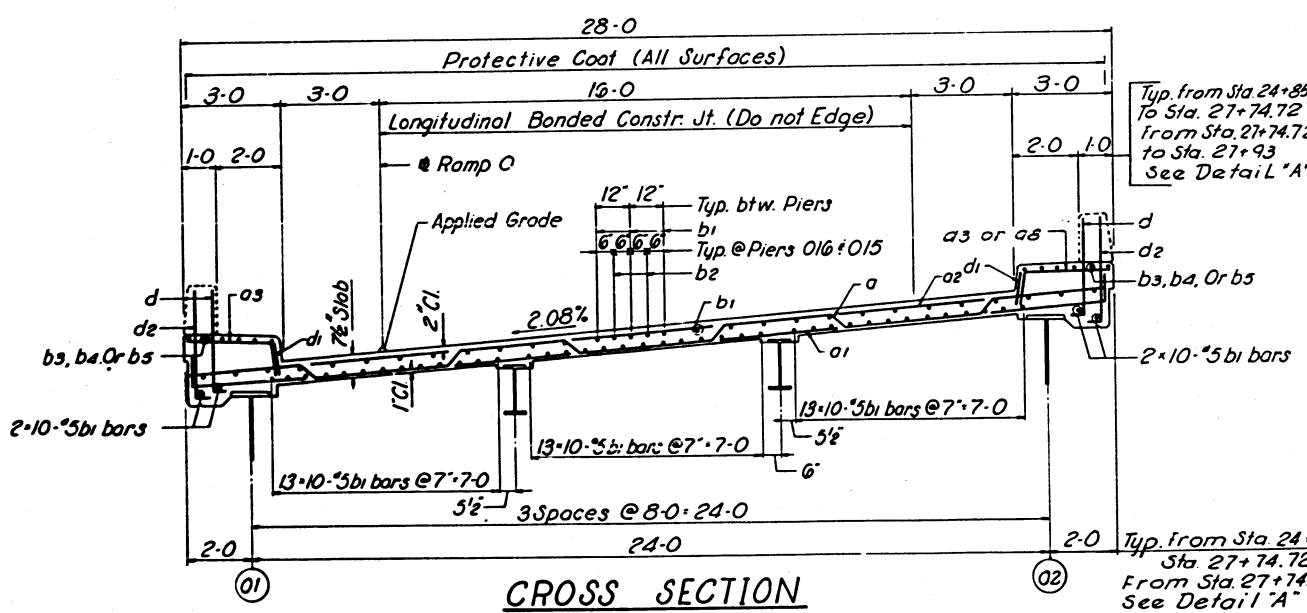 28-0
Protective Coat (All Surfaces)
3-0 3-0 16-0 3-0 3-0
Typ. from Sta. 24+85
To Sta. 27+74.72
From Sta. 27+74.72
to Sta. 27+93
See Detail "A"
Longitudinal Bonded Constr. Jt. (Do not Edge)
1-0 2-0
2-0 1-0
℄ Ramp O
12" 12"
Typ. btw. Piers
b1
Applied Grade
6" 6" 6" 6"
Typ. @ Piers 016 & 015
b2
a3 or a8
d
d2
d1
b3, b4, Or b5
d
a3
d2
d1
b3, b4. Or b5
7½" Slab
2" Cl.
2.08%
b1
a
a2
1" Cl.
a1
2×10-#5 b1 bars
2×10-#5 b1 bars
13×10-#5 b1 bars @ 7"=7-0
5½"
13×10-#5 b1 bars @ 7"=7-0
6"
13×10-#5 b1 bars @ 7"=7-0
5½"
3 Spaces @ 8-0=24-0
2-0 24-0 2-0
Typ. From Sta. 24+
Sta. 27+74.72
From Sta. 27+74.
See Detail "A"
01 02
CROSS SECTION